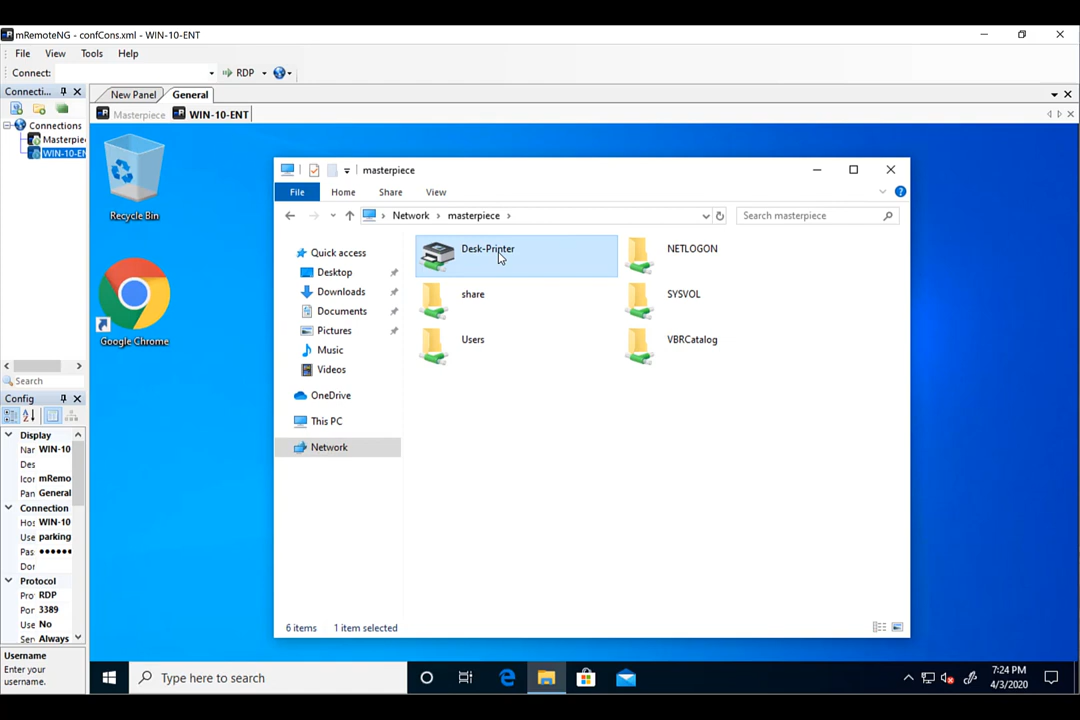 mRemoteNG - confCons.xml - WIN-10-ENT
File View Tools Help
Connect: RDP
Connecti...
New Panel General
Masterpiece WIN-10-ENT
Connections
Masterpie
WIN-10-EN
Search
Config
Display
Nar WIN-10
Des
Icor mRemo
Pan General
Connection
Hos WIN-10
Use parking
Pas ●●●●●●
Dor
Protocol
Pro RDP
Por 3389
Use No
Sen Always
Username
Enter your
username.
Recycle Bin
Google Chrome
masterpiece
File Home Share View
Network masterpiece
Search masterpiece
Quick access
Desktop
Downloads
Documents
Pictures
Music
Videos
OneDrive
This PC
Network
Desk-Printer NETLOGON
share SYSVOL
Users VBRCatalog
6 items 1 item selected
Type here to search
7:24 PM
4/3/2020